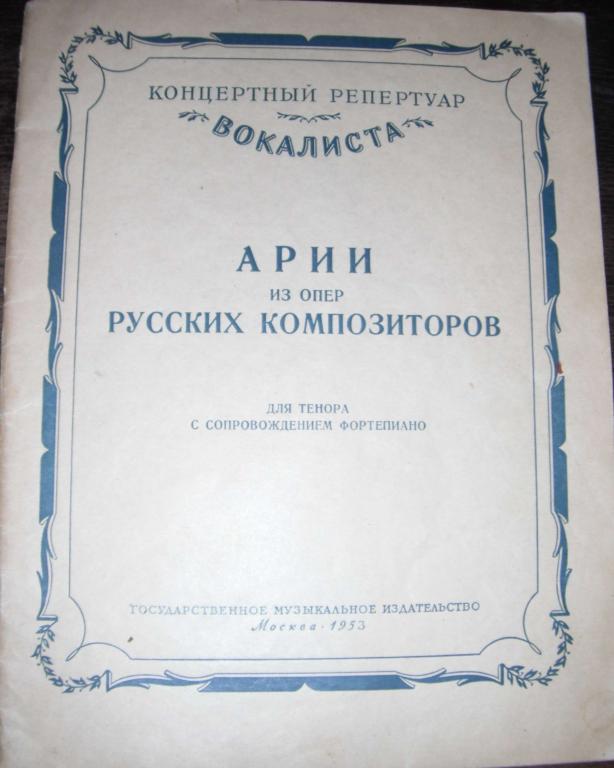 КОНЦЕРТНЫЙ РЕПЕРТУАР
ВОКАЛИСТА
АРИИ
ИЗ ОПЕР
РУССКИХ КОМПОЗИТОРОВ
ДЛЯ ТЕНОРА
С СОПРОВОЖДЕНИЕМ ФОРТЕПИАНО
ГОСУДАРСТВЕННОЕ МУЗЫКАЛЬНОЕ ИЗДАТЕЛЬСТВО
Москва · 1953